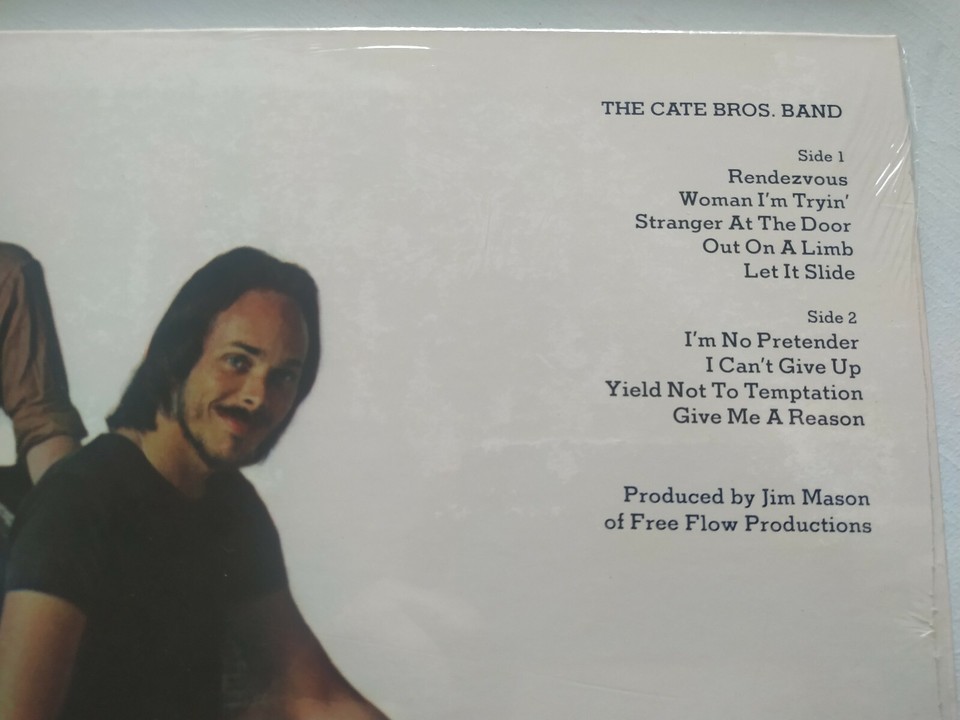 THE CATE BROS. BAND
Side 1
Rendezvous
Woman I'm Tryin'
Stranger At The Door
Out On A Limb
Let It Slide
Side 2
I'm No Pretender
I Can't Give Up
Yield Not To Temptation
Give Me A Reason
Produced by Jim Mason
of Free Flow Productions